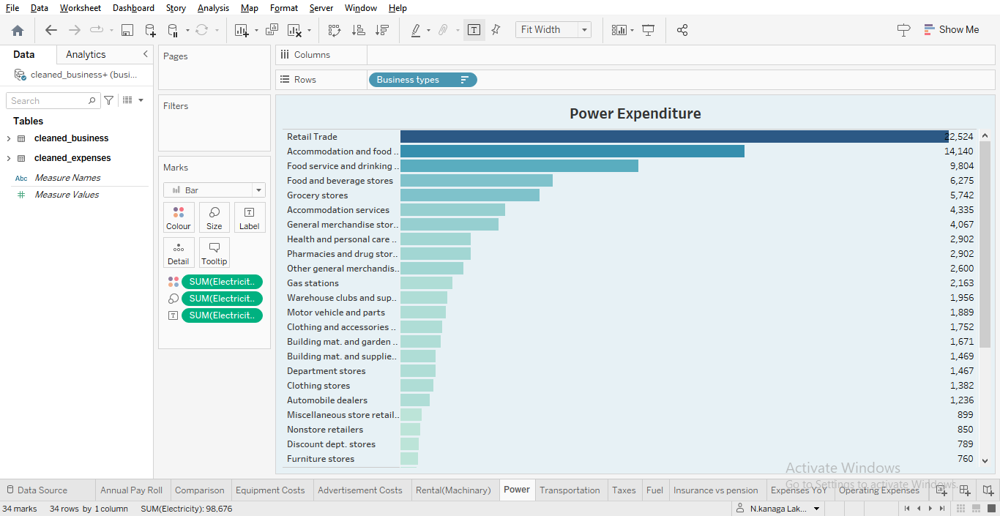 File Data Worksheet Dashboard Story Analysis Map Format Server Window Help
Fit Width
Show Me
Data Analytics
cleaned_business+ (busi...
Search
Tables
cleaned_business
cleaned_expenses
Abc Measure Names
# Measure Values
Pages
Filters
Marks
Bar
Colour Size Label
Detail Tooltip
SUM(Electricit..
SUM(Electricit..
SUM(Electricit..
Columns
Rows Business types
Power Expenditure
Retail Trade 22,524
Accommodation and food .. 14,140
Food service and drinking .. 9,804
Food and beverage stores 6,275
Grocery stores 5,742
Accommodation services 4,335
General merchandise stor.. 4,067
Health and personal care .. 2,902
Pharmacies and drug stor.. 2,902
Other general merchandis.. 2,600
Gas stations 2,163
Warehouse clubs and sup.. 1,956
Motor vehicle and parts 1,889
Clothing and accessories .. 1,752
Building mat. and garden .. 1,671
Building mat. and supplie.. 1,469
Department stores 1,467
Clothing stores 1,382
Automobile dealers 1,236
Miscellaneous store retail.. 899
Nonstore retailers 850
Discount dept. stores 789
Furniture stores 760
Activate Windows
Go to Settings to activate Windows.
Data Source Annual Pay Roll Comparison Equipment Costs Advertisement Costs Rental(Machinary) Power Transportation Taxes Fuel Insurance vs pension Expenses YoY Operating Expenses
34 marks 34 rows by 1 column SUM(Electricity): 98,676 N.kanaga Lak...